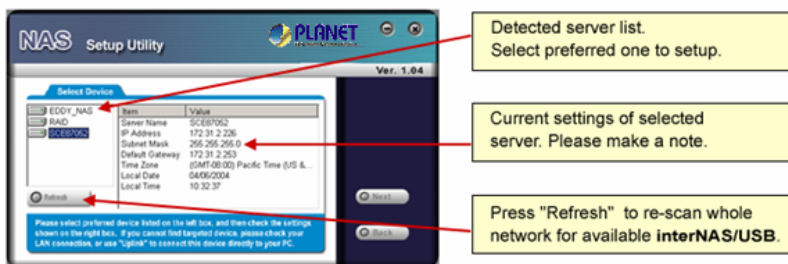 NAS Setup Utility
PLANET
Ver. 1.04
Select Device
EDDY_NAS
RAID
SCE87052
Item Value
Server Name SCE87052
IP Address 172.31.2.226
Subnet Mask 255.255.255.0
Default Gateway 172.31.2.253
Time Zone (GMT-08:00) Pacific Time (US &...
Local Date 04/06/2004
Local Time 10:32:37
Refresh
Next
Back
Please select preferred device listed on the left box, and then check the settings
shown on the right box. If you cannot find targeted device, please check your
LAN connection, or use "Uplink" to connect this device directly to your PC.
Detected server list.
Select preferred one to setup.
Current settings of selected
server. Please make a note.
Press "Refresh" to re-scan whole
network for available interNAS/USB.